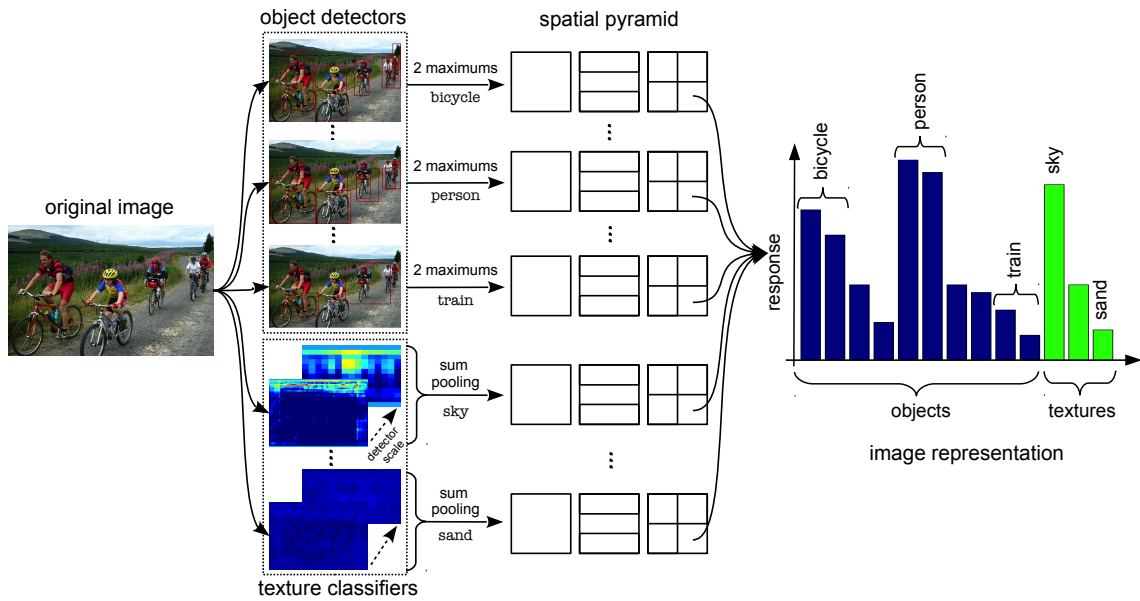 object detectors
spatial pyramid
original image
2 maximums
bicycle
2 maximums
person
2 maximums
train
sum
pooling
sky
sum
pooling
sand
detector
scale
texture classifiers
response
bicycle
person
train
sky
sand
objects
textures
image representation